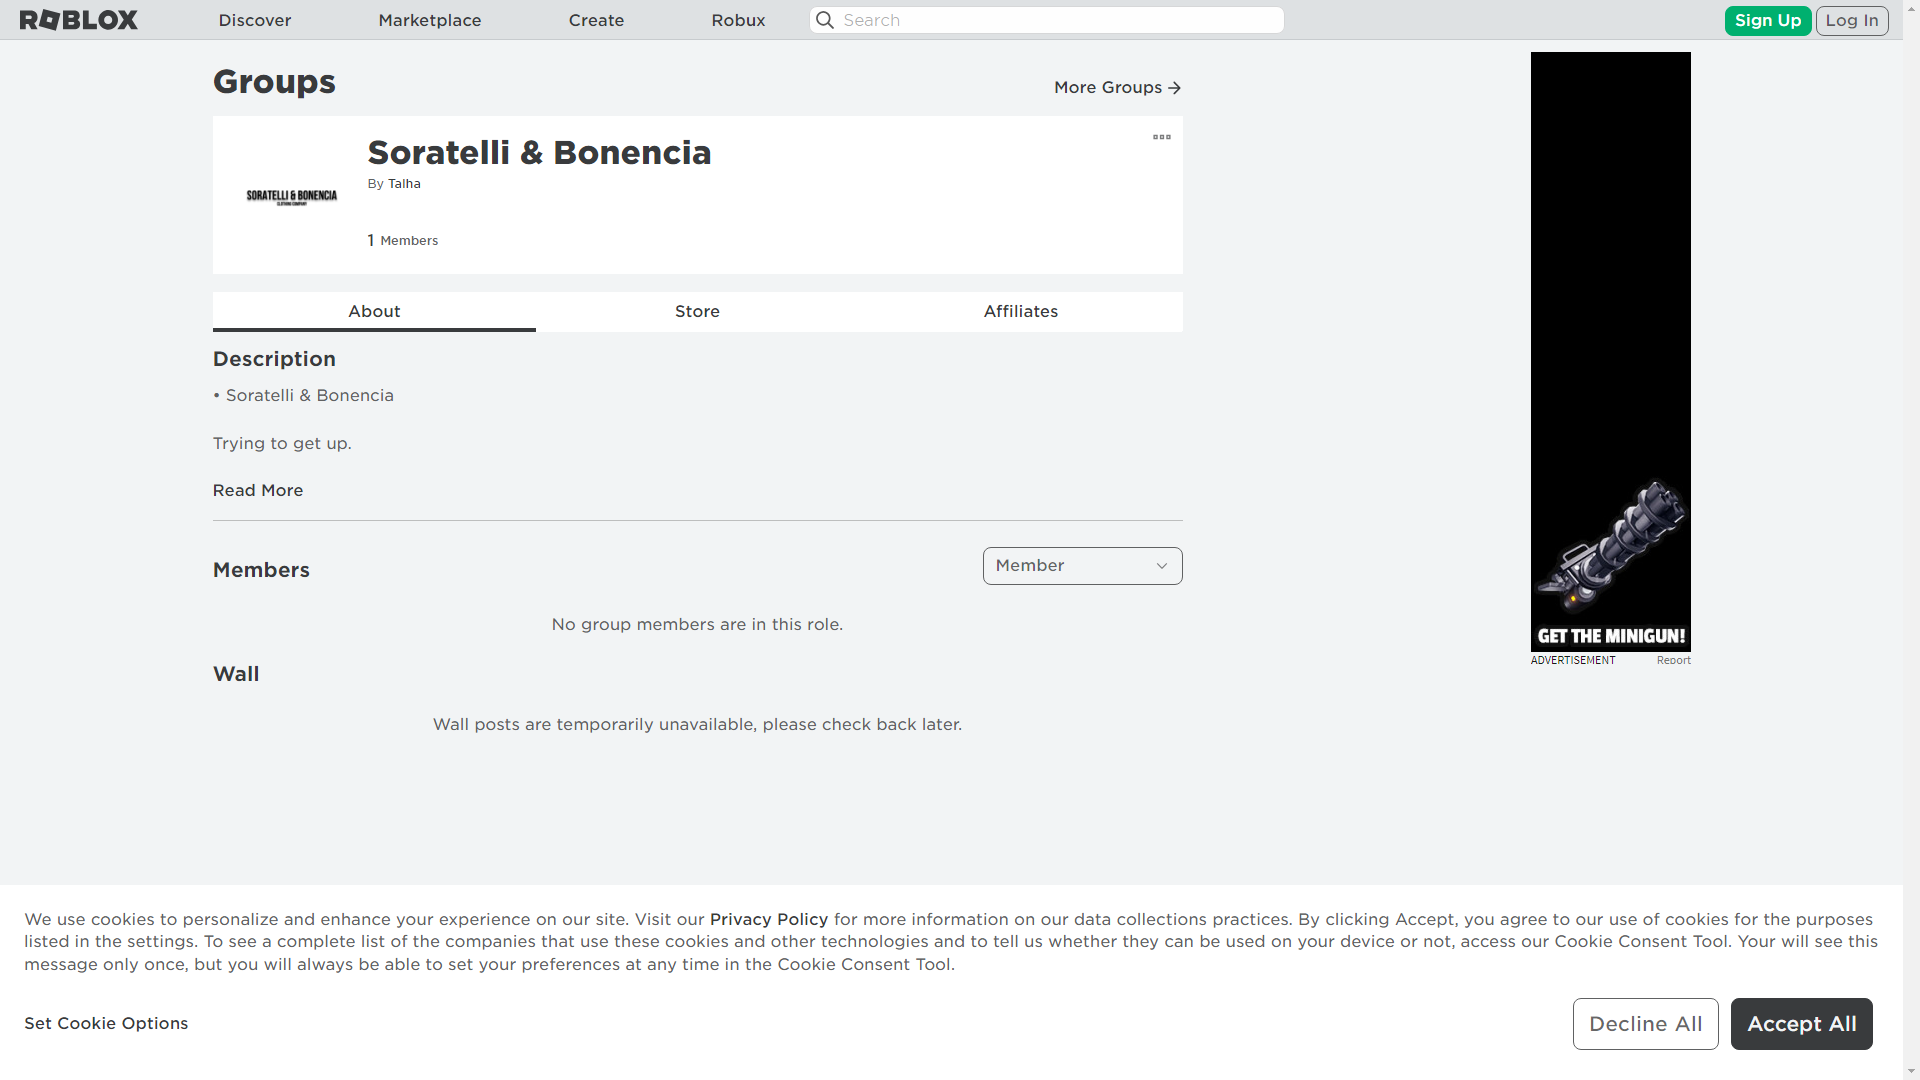 ROBLOX
Discover
Marketplace
Create
Robux
Search
Sign Up
Log In
Groups
More Groups
SORATELLI & BONENCIA
CLOTHING COMPANY
Soratelli & Bonencia
By Talha
1 Members
About
Store
Affiliates
Description
• Soratelli & Bonencia
Trying to get up.
Read More
Members
Member
No group members are in this role.
Wall
Wall posts are temporarily unavailable, please check back later.
GET THE MINIGUN!
ADVERTISEMENT
Report
We use cookies to personalize and enhance your experience on our site. Visit our Privacy Policy for more information on our data collections practices. By clicking Accept, you agree to our use of cookies for the purposes
listed in the settings. To see a complete list of the companies that use these cookies and other technologies and to tell us whether they can be used on your device or not, access our Cookie Consent Tool. Your will see this
message only once, but you will always be able to set your preferences at any time in the Cookie Consent Tool.
Set Cookie Options
Decline All
Accept All